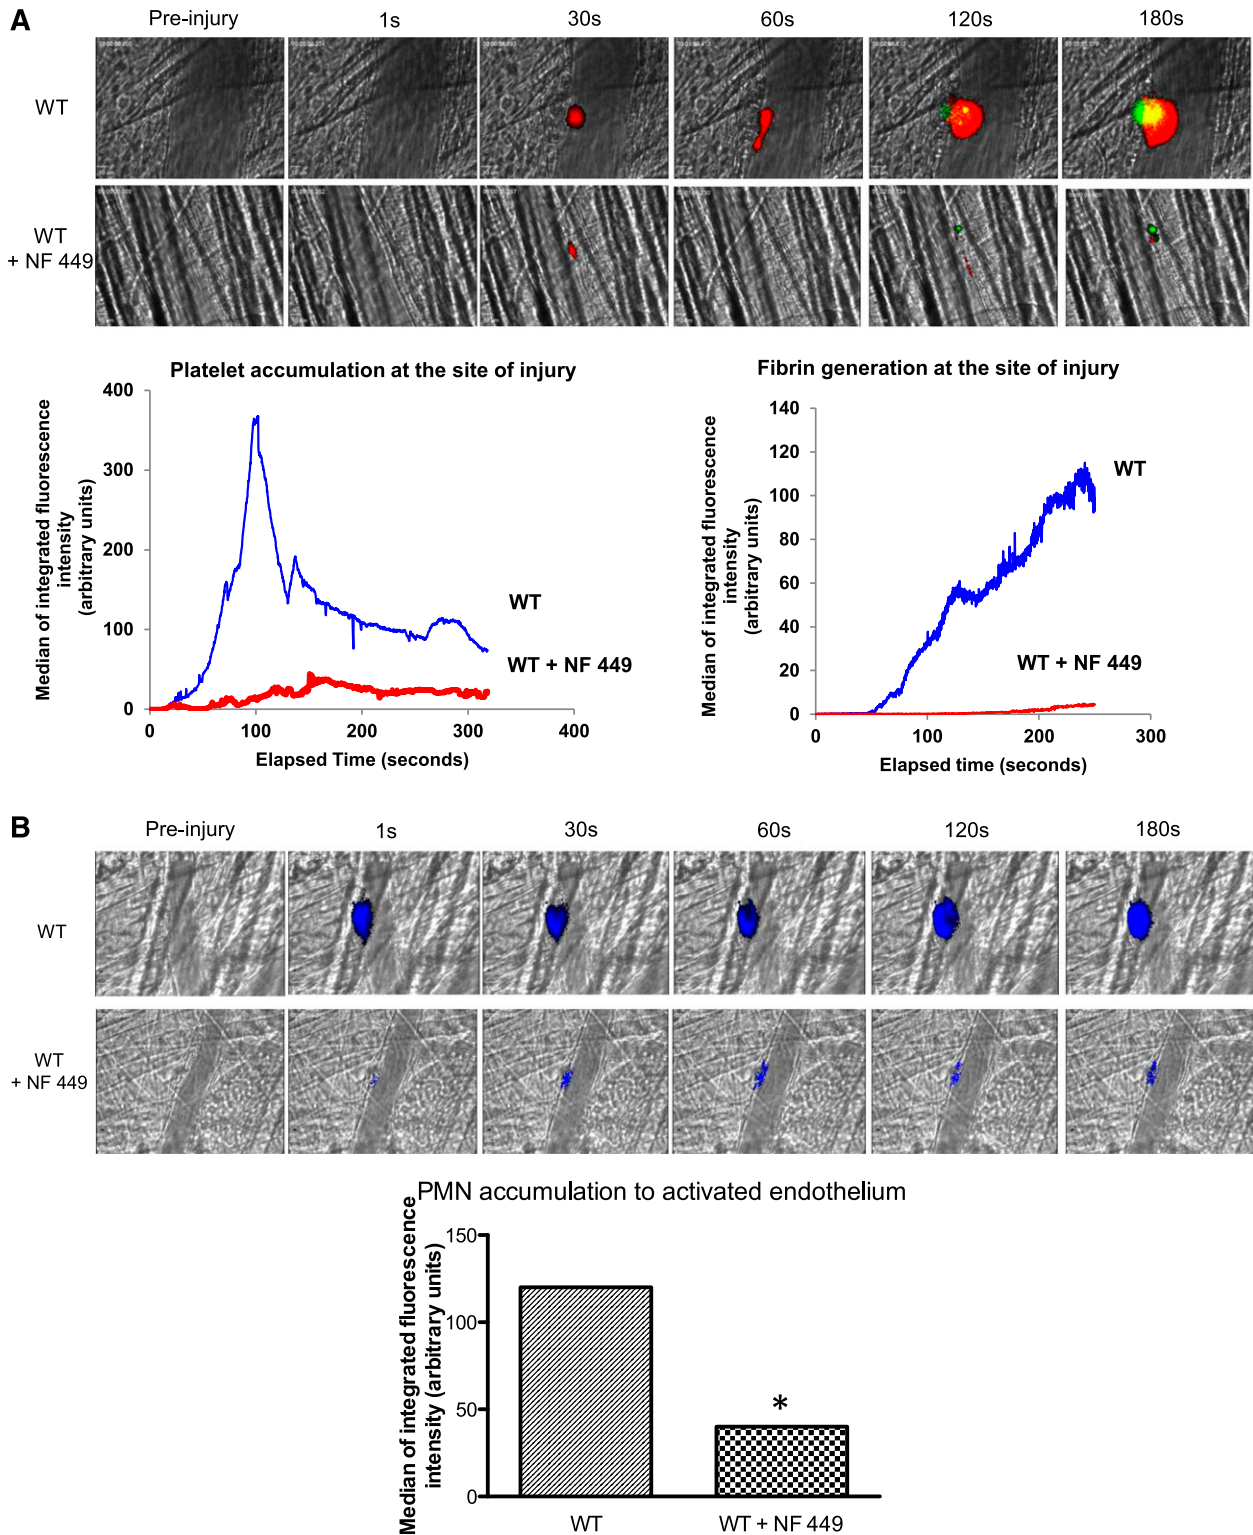 A
Pre-injury 1s 30s 60s 120s 180s
WT
WT
+ NF 449
Platelet accumulation at the site of injury
Median of integrated fluorescence
intensity
(arbitrary units)
400
300
200
100
0
0 100 200 300 400
WT
WT + NF 449
Elapsed Time (seconds)
Fibrin generation at the site of injury
Median of integrated fluorescence
intensity
(arbitrary units)
140
120
100
80
60
40
20
0
0 100 200 300
WT
WT + NF 449
Elapsed time (seconds)
B
Pre-injury 1s 30s 60s 120s 180s
WT
WT
+ NF 449
PMN accumulation to activated endothelium
Median of integrated fluorescence
intensity (arbitrary units)
150
100
50
0
*
WT WT + NF 449